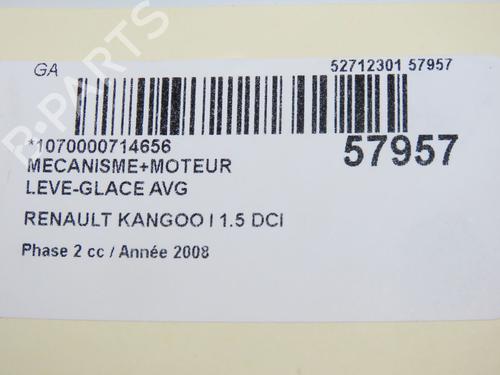 GA
52712301 57957
*1070000714656
57957
MECANISME+MOTEUR
LEVE-GLACE AVG
RENAULT KANGOO I 1.5 DCI
Phase 2 cc / Année 2008
B-PARTS